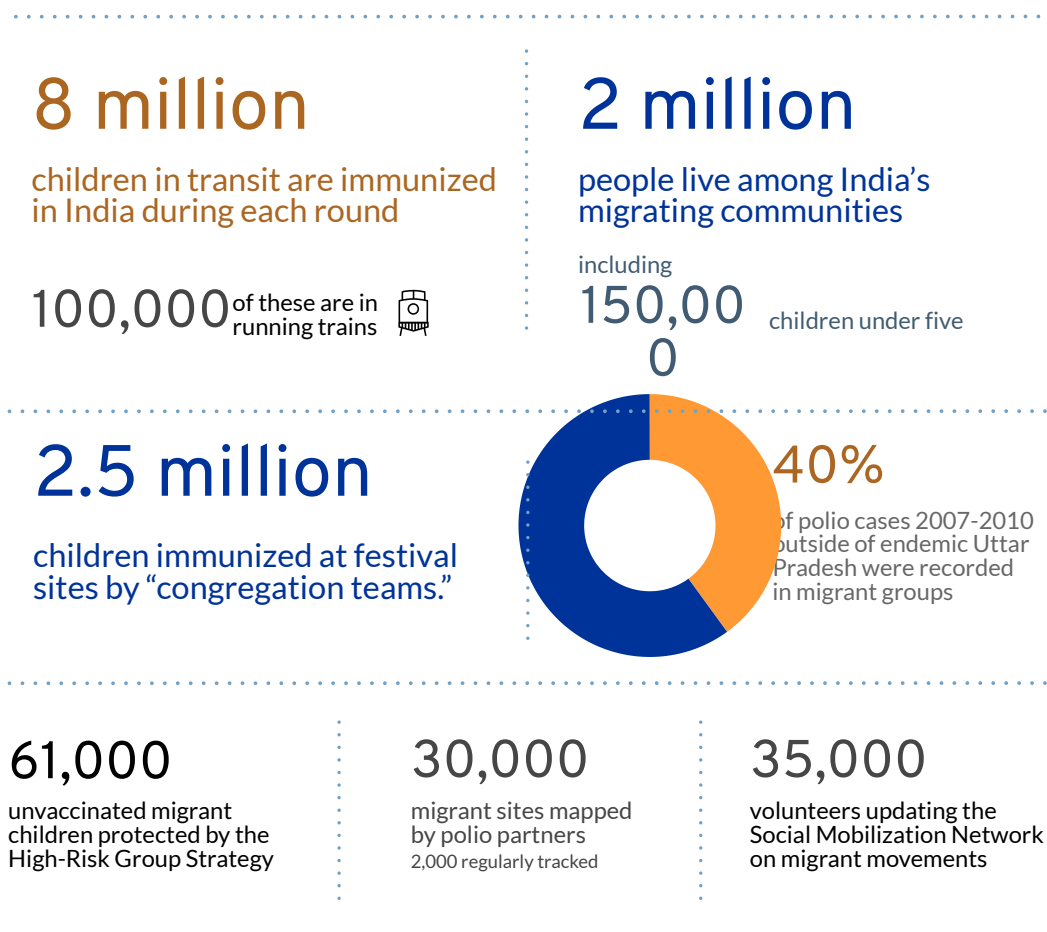 8 million
children in transit are immunized
in India during each round
100,000
of these are in
running trains
2 million
people live among India’s
migrating communities
including
150,00
0
children under five
2.5 million
children immunized at festival
sites by “congregation teams.”
40%
of polio cases 2007-2010
outside of endemic Uttar
Pradesh were recorded
in migrant groups
61,000
unvaccinated migrant
children protected by the
High-Risk Group Strategy
30,000
migrant sites mapped
by polio partners
2,000 regularly tracked
35,000
volunteers updating the
Social Mobilization Network
on migrant movements